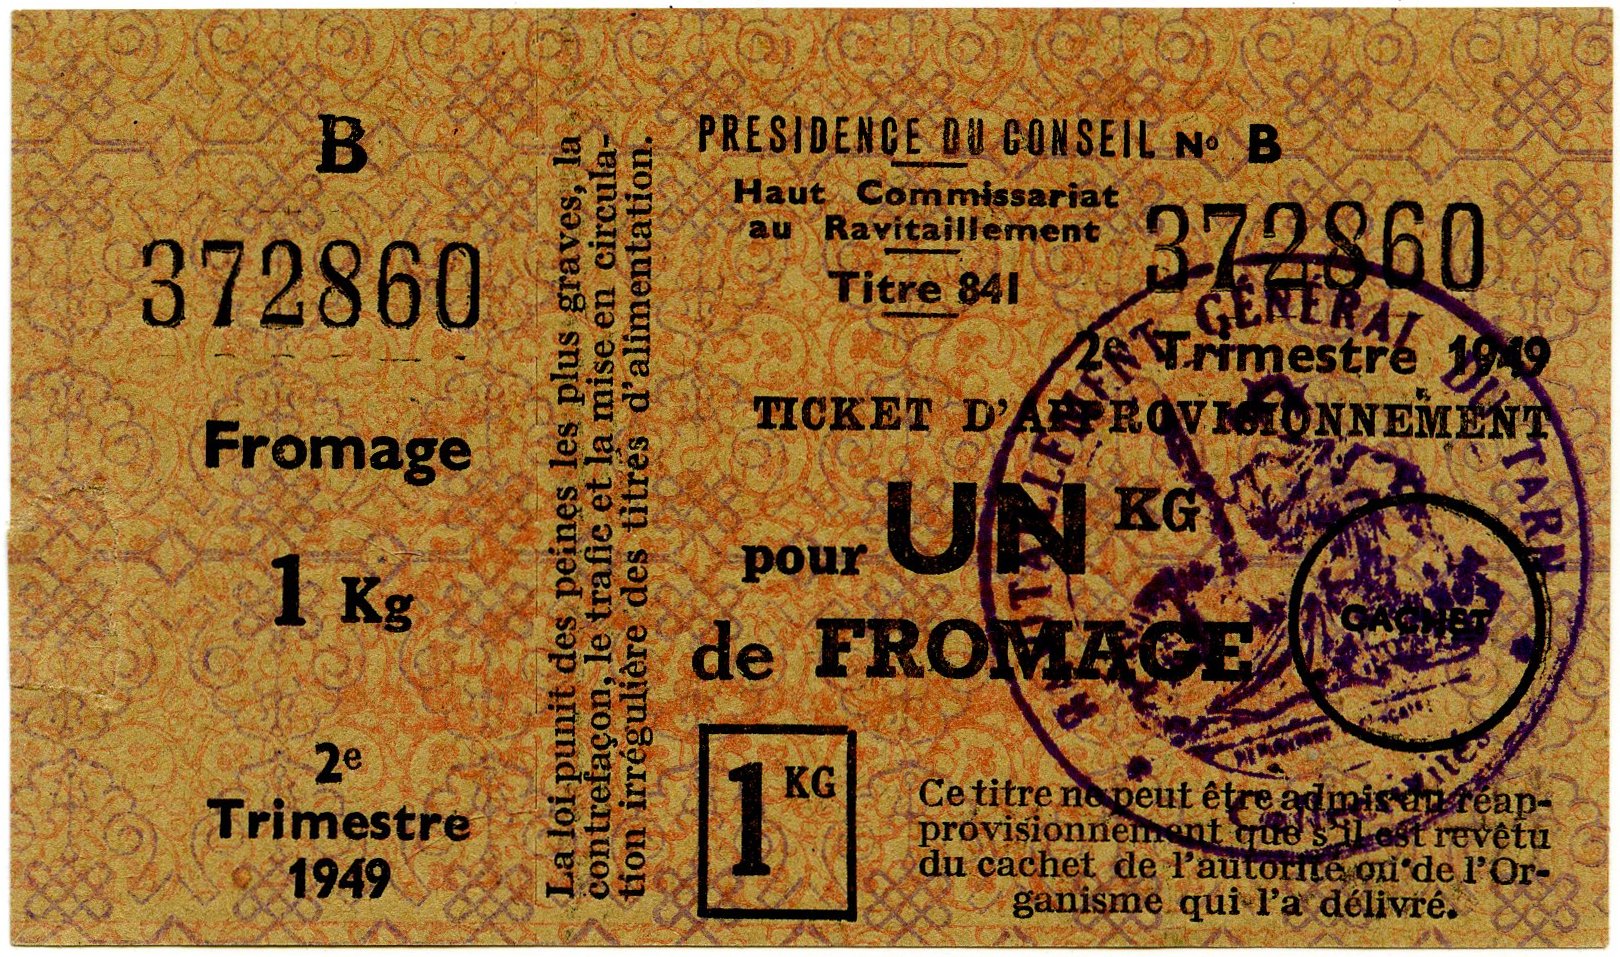 B
372860
Fromage
1 Kg
2e
Trimestre
1949
La loi punit des peines les plus graves, la
contrefaçon, le trafic et la mise en circula-
tion irrégulière des titres d'alimentation.
PRESIDENCE DU CONSEIL
Haut Commissariat
au Ravitaillement
Titre 841
No B
372860
2e Trimestre 1949
TICKET D'APPROVISIONNEMENT
pour UN KG
de FROMAGE
1 KG
CACHET
Ce titre ne peut être admis au réap-
provisionnement que s'il est revêtu
du cachet de l'autorité ou de l'Or-
ganisme qui l'a délivré.
RAVITAILLEMENT GÉNÉRAL DU TARN